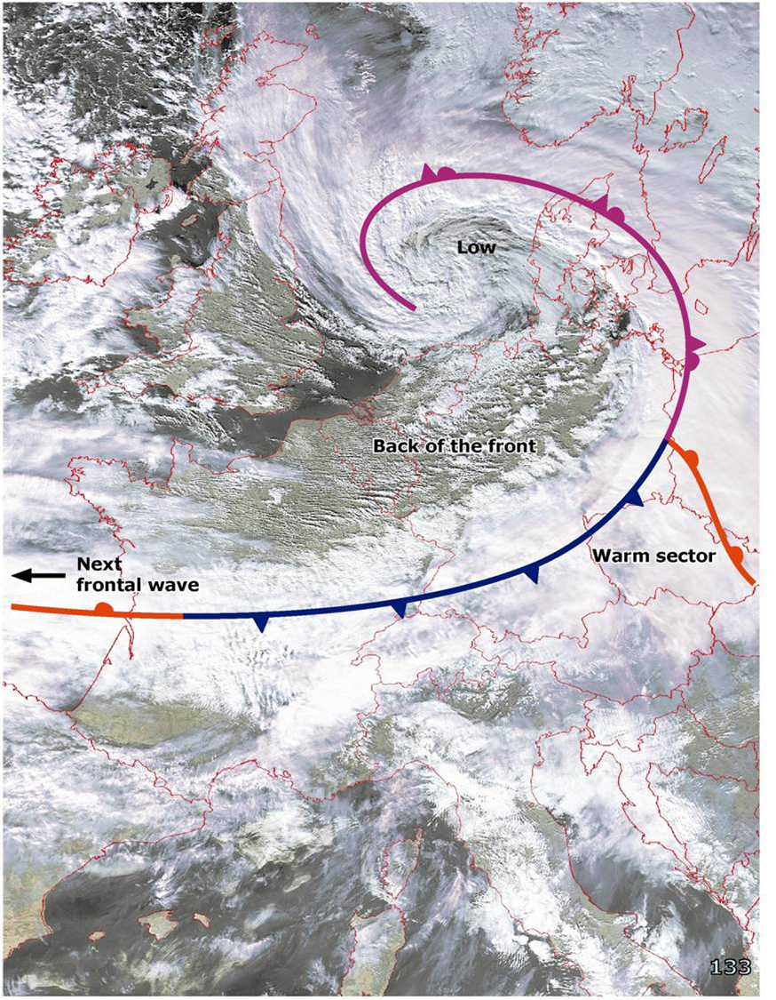 Low
Back of the front
Warm sector
Next
frontal wave
133